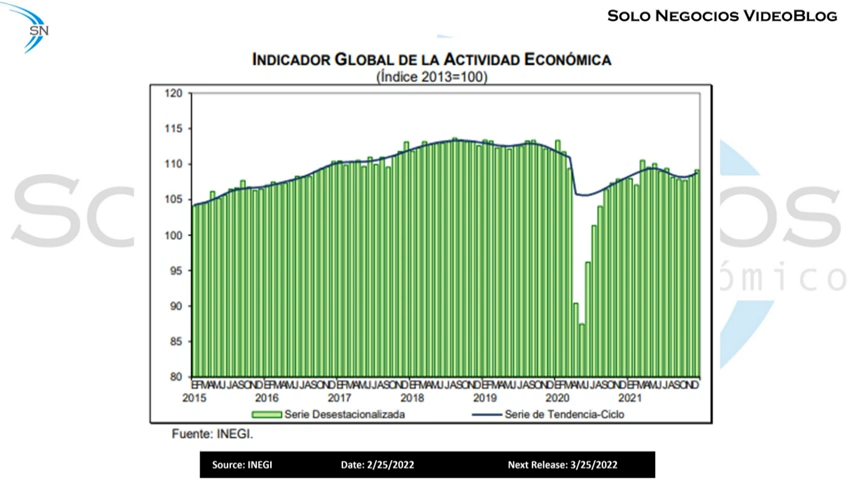 SN
SOLO NEGOCIOS VIDEOBLOG
INDICADOR GLOBAL DE LA ACTIVIDAD ECONÓMICA
(Índice 2013=100)
120
115
110
105
100
95
90
85
80
EFMAMJJASOND EFMAMJJASOND EFMAMJJASOND EFMAMJJASOND EFMAMJJASOND EFMAMJJASOND EFMAMJJASOND
2015 2016 2017 2018 2019 2020 2021
Serie Desestacionalizada Serie de Tendencia-Ciclo
Fuente: INEGI.
Source: INEGI Date: 2/25/2022 Next Release: 3/25/2022